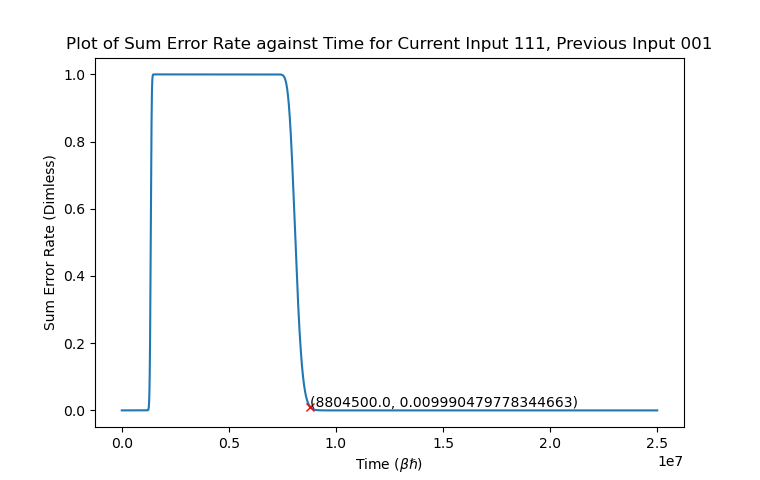 Plot of Sum Error Rate against Time for Current Input 111, Previous Input 001
1.0
0.8
0.6
0.4
0.2
0.0
Sum Error Rate (Dimless)
(8804500.0, 0.009990479778344663)
0.0 0.5 1.0 1.5 2.0 2.5
1e7
Time (βħ)